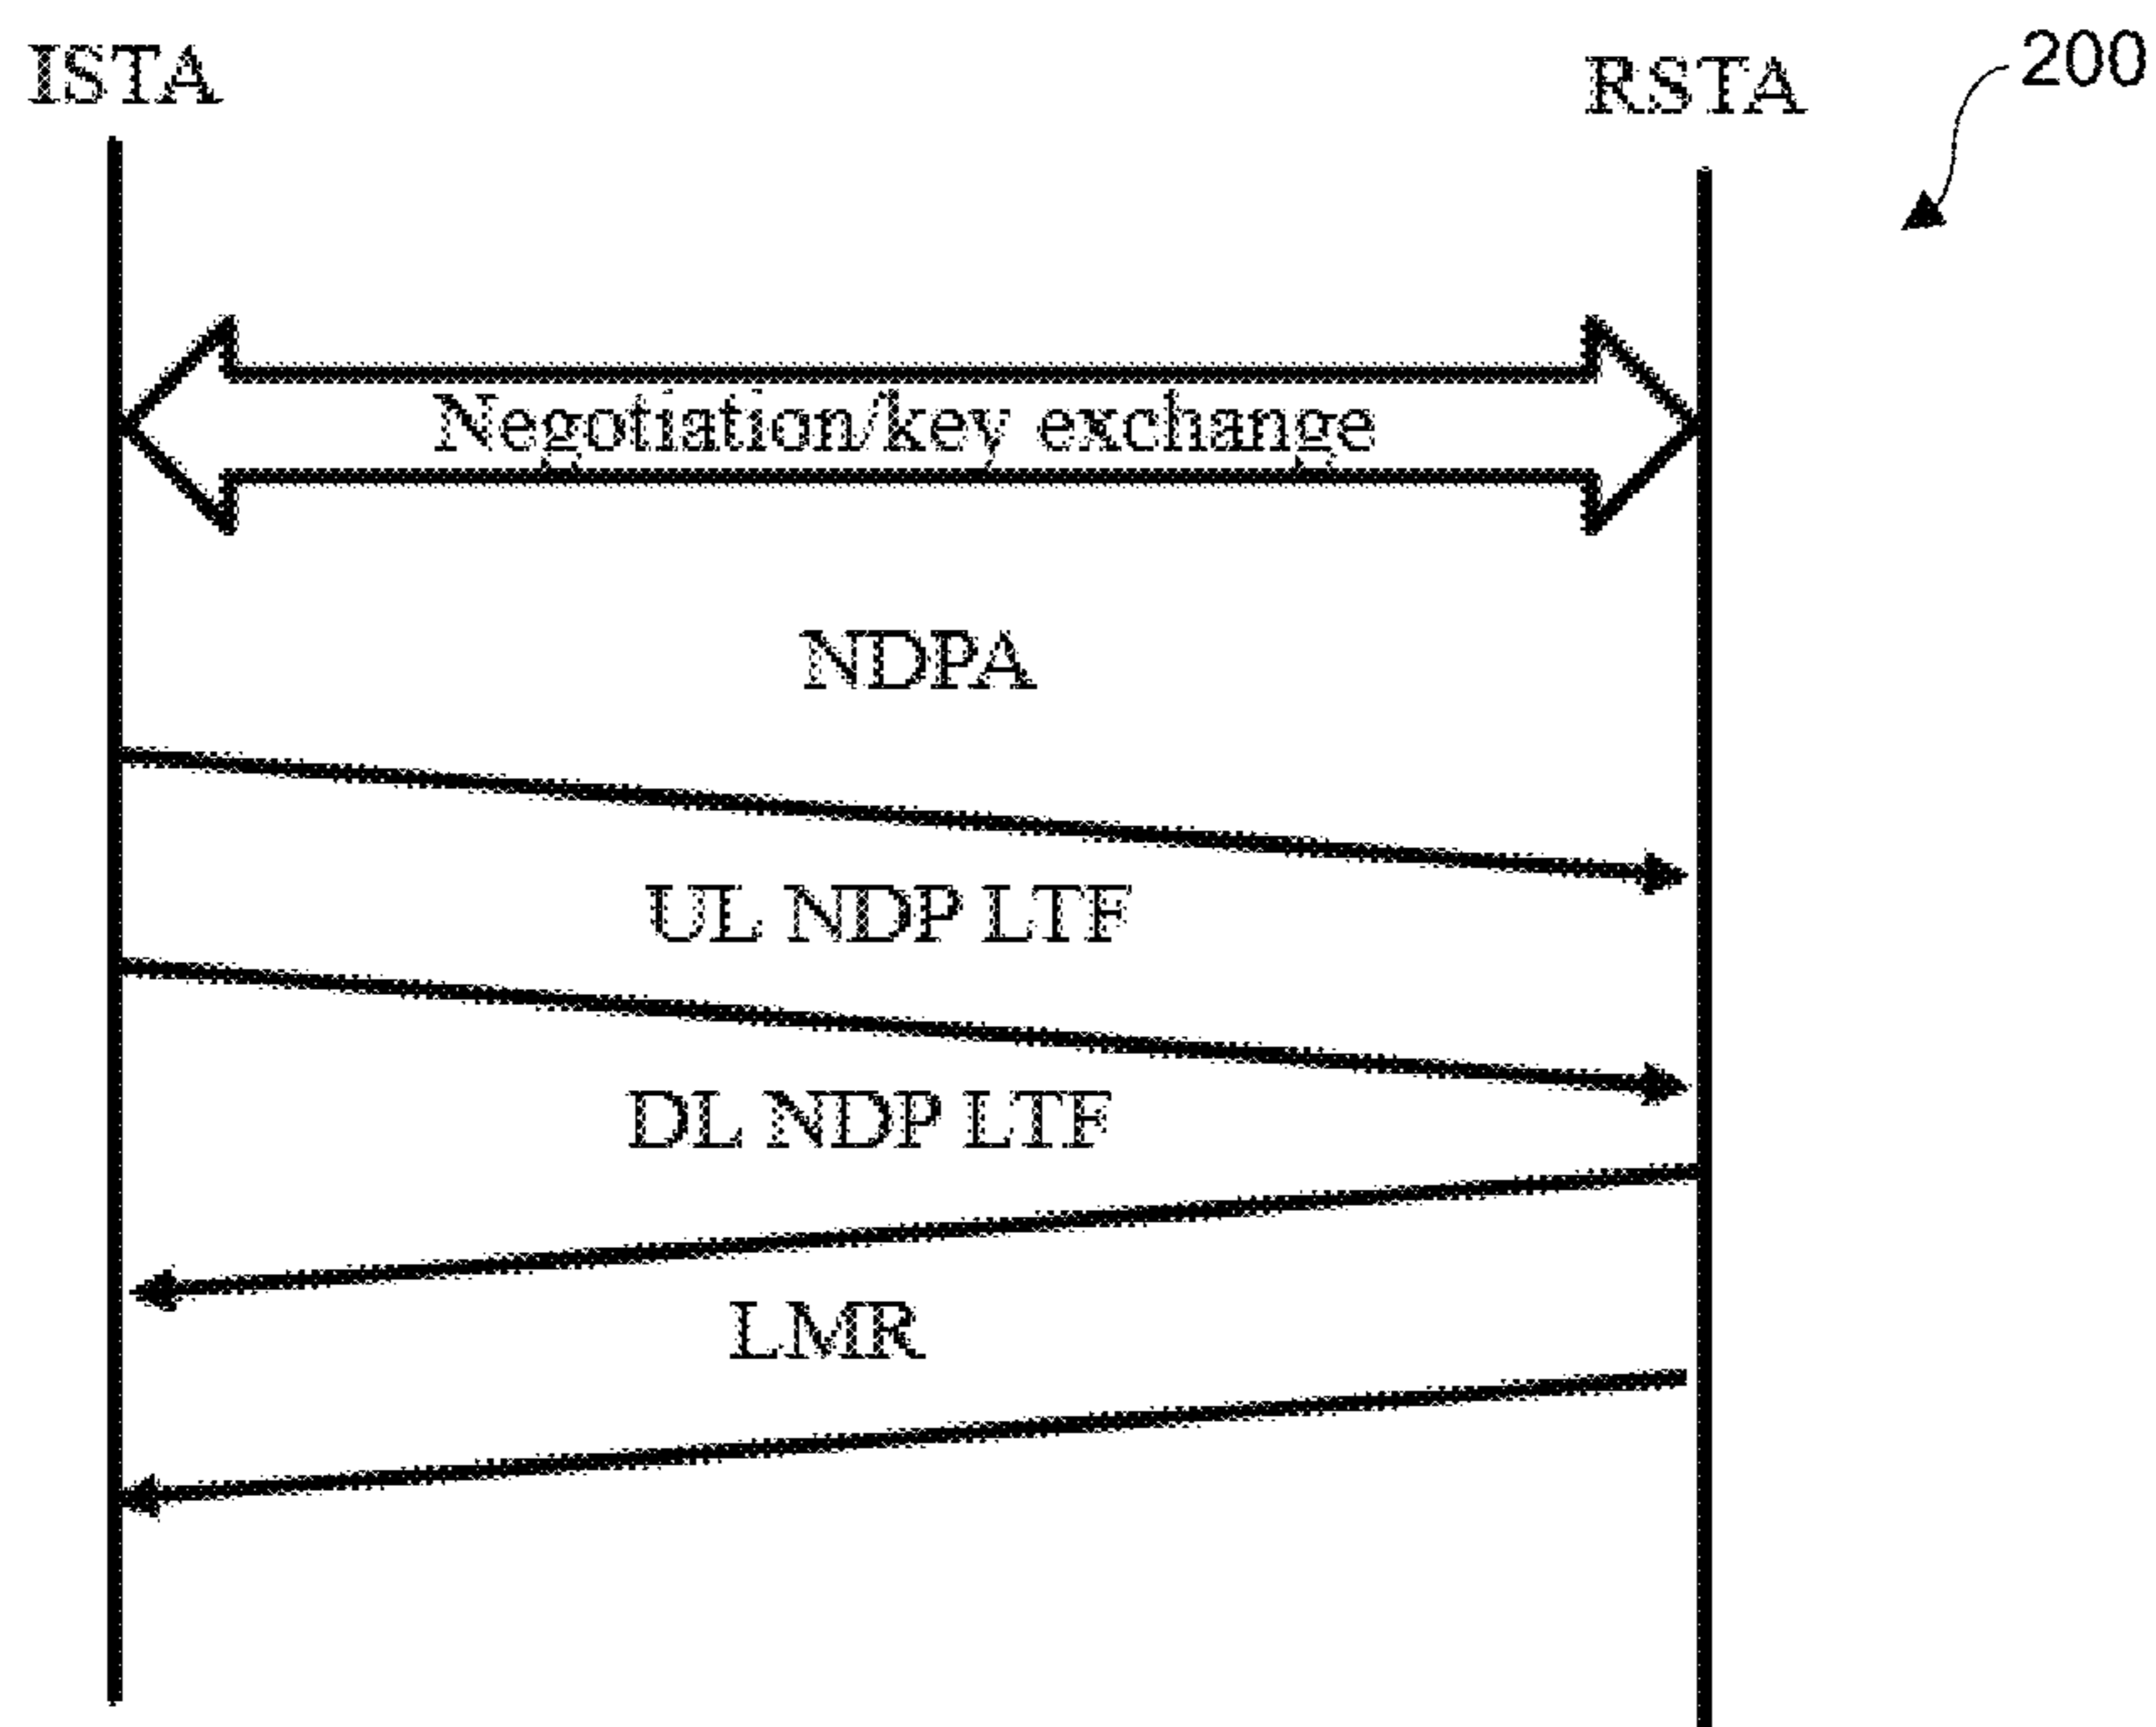 ISTA
RSTA
200
Negotiation/key exchange
NDPA
UL NDP LTF
DL NDP LTF
LMR